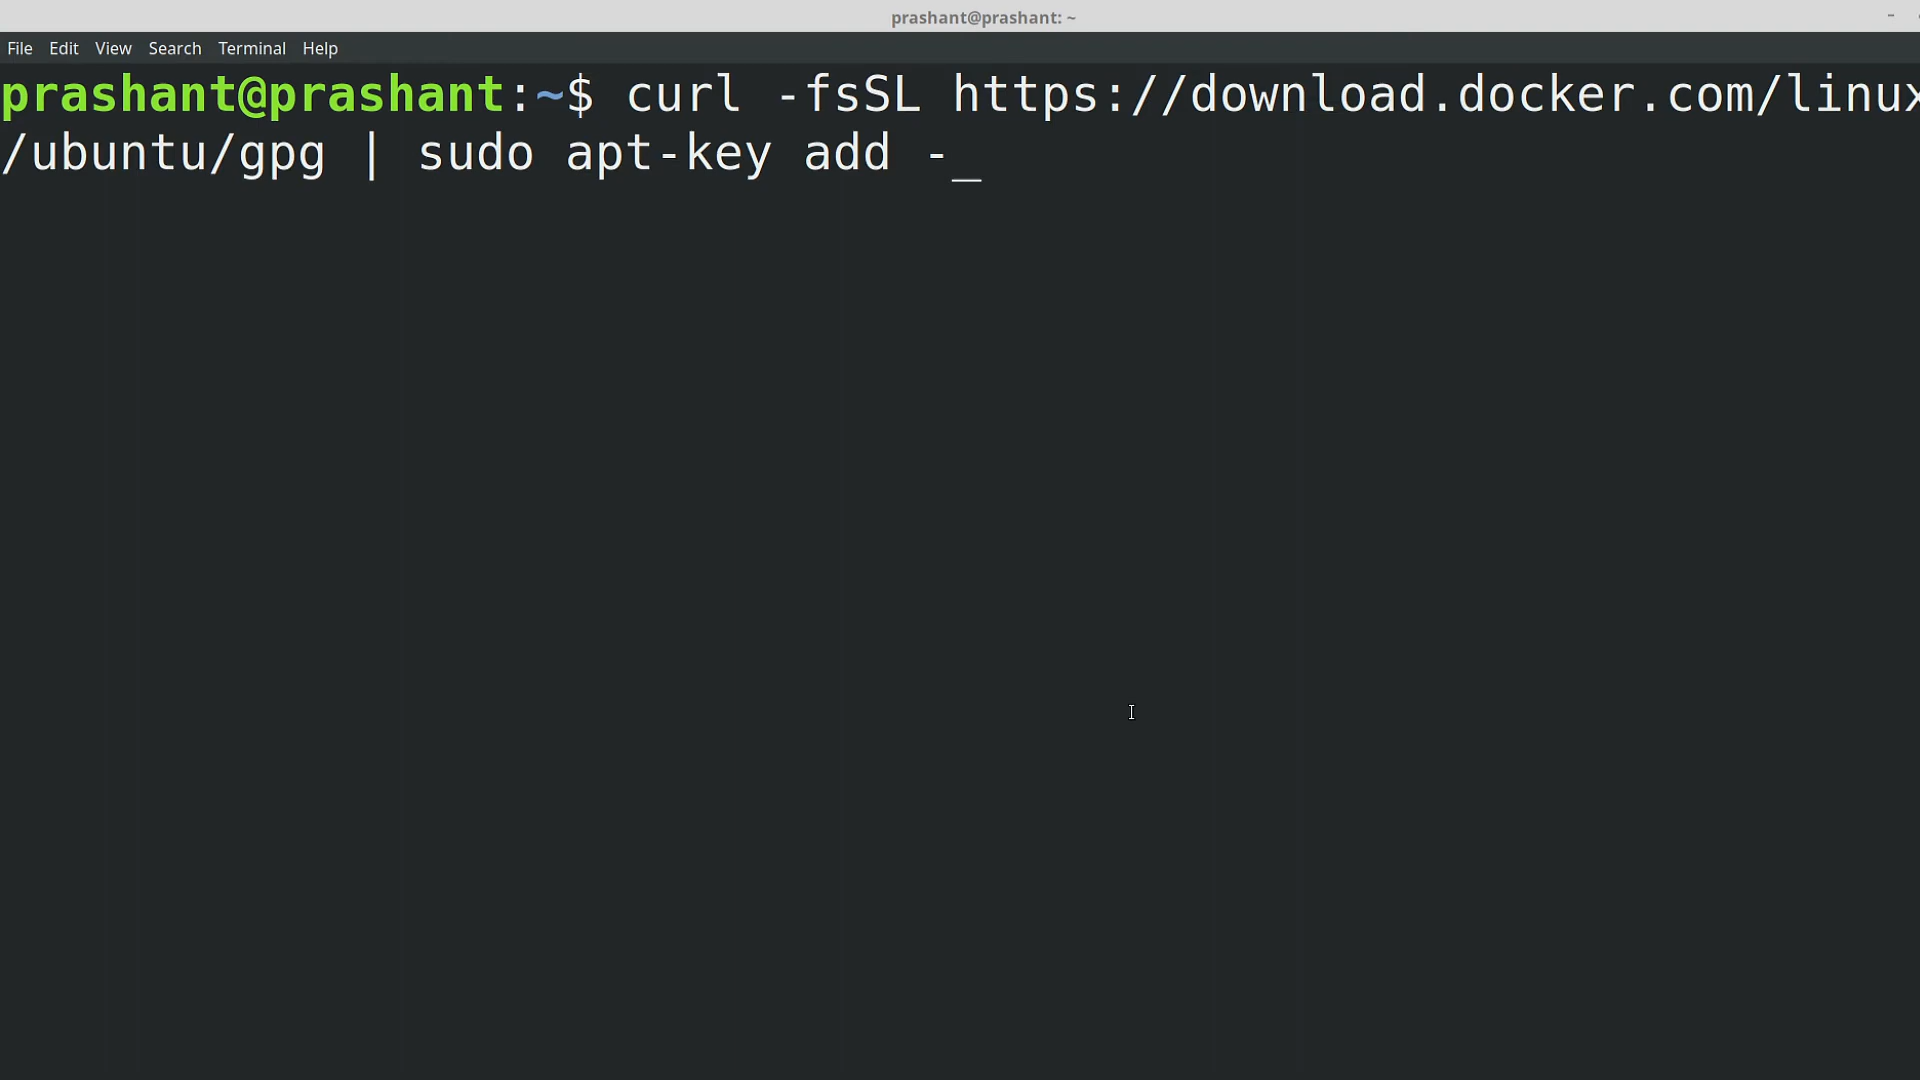 prashant@prashant: ~
File Edit View Search Terminal Help
prashant@prashant:~$ curl -fsSL https://download.docker.com/linux
/ubuntu/gpg | sudo apt-key add -_